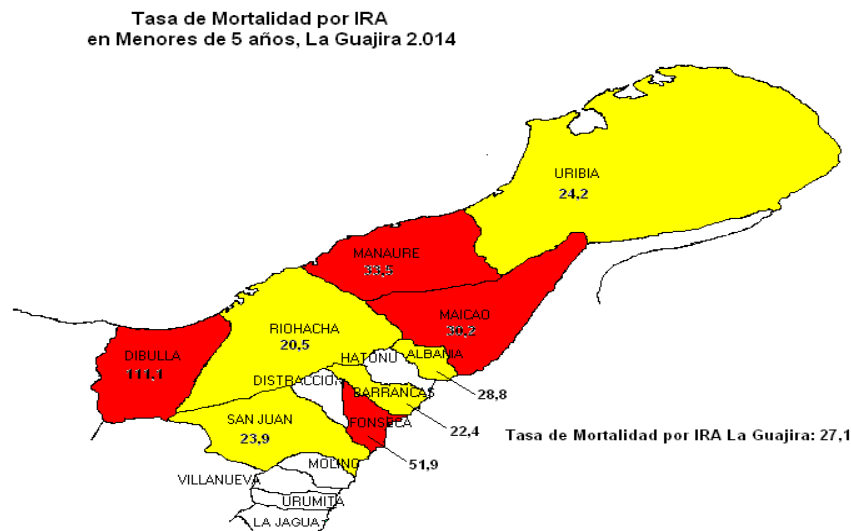 Tasa de Mortalidad por IRA
en Menores de 5 años, La Guajira 2.014
URIBIA
24,2
MANAURE
33,5
MAICAO
30,2
RIOHACHA
20,5
DIBULLA
111,1
HATONU
ALBANIA
28,8
DISTRACCION
BARRANCAS
22,4
SAN JUAN
23,9
FONSECA
51,9
Tasa de Mortalidad por IRA La Guajira: 27,1
MOLINO
VILLANUEVA
URUMITA
LA JAGUA